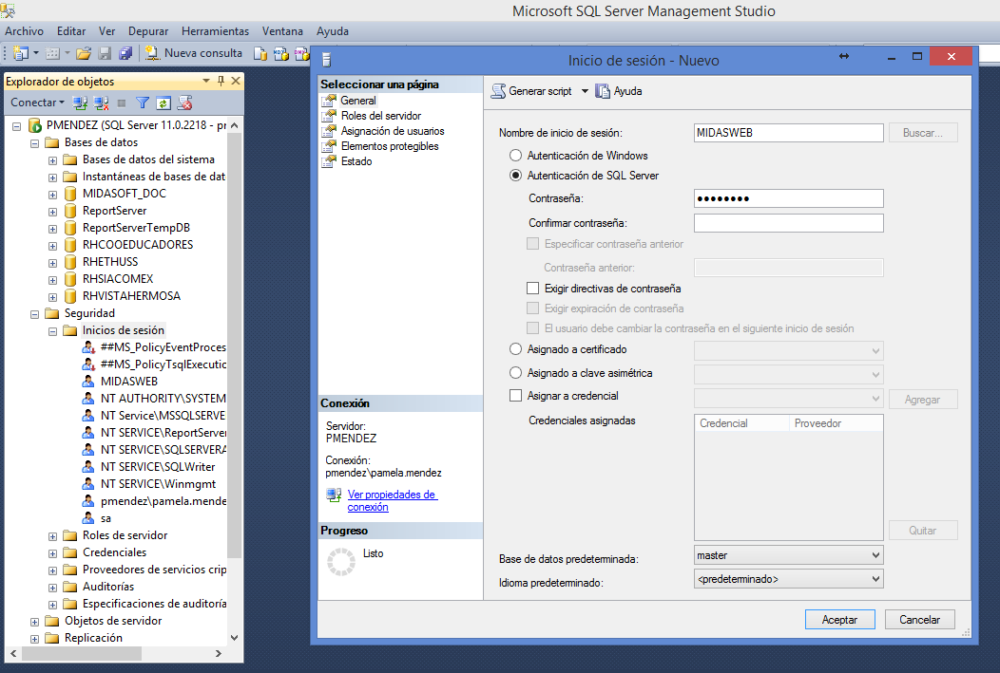 Microsoft SQL Server Management Studio
Archivo Editar Ver Depurar Herramientas Ventana Ayuda
Nueva consulta
Explorador de objetos
Conectar
PMENDEZ (SQL Server 11.0.2218 - pr
Bases de datos
Bases de datos del sistema
Instantáneas de bases de dat
MIDASOFT_DOC
ReportServer
ReportServerTempDB
RHCOOEDUCADORES
RHETHUSS
RHSIACOMEX
RHVISTAHERMOSA
Seguridad
Inicios de sesión
##MS_PolicyEventProces
##MS_PolicyTsqlExecutic
MIDASWEB
NT AUTHORITY\SYSTEM
NT Service\MSSQLSERVE
NT SERVICE\ReportServer
NT SERVICE\SQLSERVERA
NT SERVICE\SQLWriter
NT SERVICE\Winmgmt
pmendez\pamela.mende
sa
Roles de servidor
Credenciales
Proveedores de servicios crip
Auditorías
Especificaciones de auditoría
Objetos de servidor
Replicación
Inicio de sesión - Nuevo
Seleccionar una página
General
Roles del servidor
Asignación de usuarios
Elementos protegibles
Estado
Conexión
Servidor:
PMENDEZ
Conexión:
pmendez\pamela.mendez
Ver propiedades de
conexión
Progreso
Listo
Generar script Ayuda
Nombre de inicio de sesión: MIDASWEB Buscar...
Autenticación de Windows
Autenticación de SQL Server
Contraseña: ●●●●●●●●
Confirmar contraseña:
Especificar contraseña anterior
Contraseña anterior:
Exigir directivas de contraseña
Exigir expiración de contraseña
El usuario debe cambiar la contraseña en el siguiente inicio de sesión
Asignado a certificado
Asignado a clave asimétrica
Asignar a credencial Agregar
Credenciales asignadas Credencial Proveedor
Quitar
Base de datos predeterminada: master
Idioma predeterminado: <predeterminado>
Aceptar Cancelar